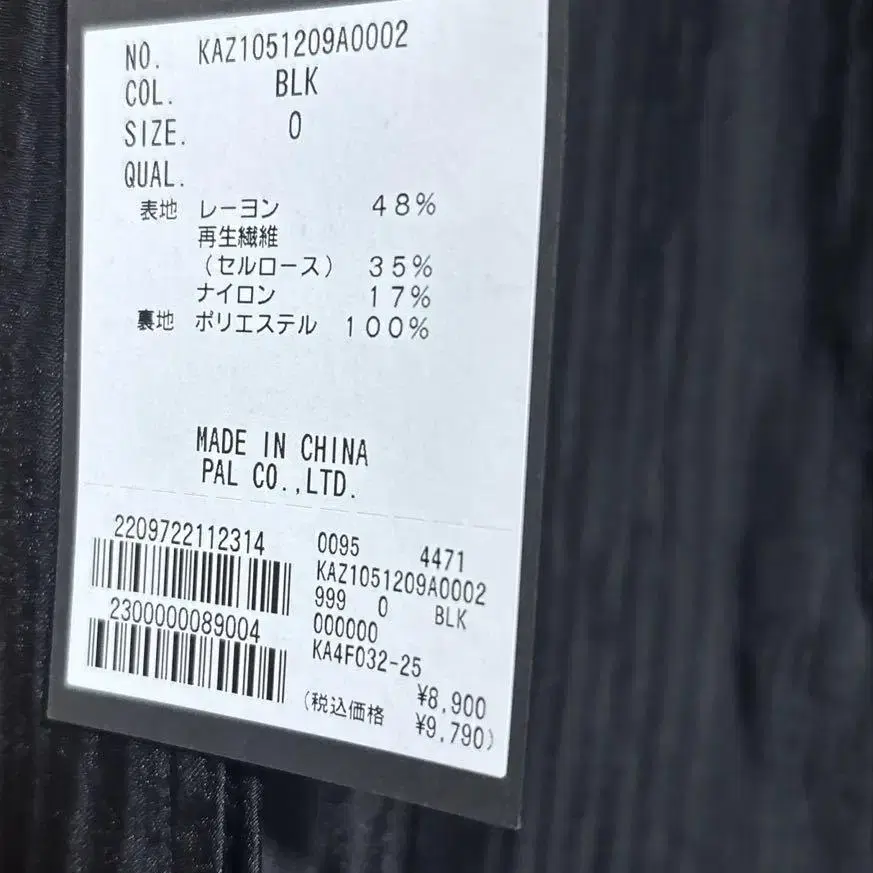 NO. KAZ1051209A0002
COL. BLK
SIZE. 0
QUAL.
表地 レーヨン 48%
再生繊維
(セルロース) 35%
ナイロン 17%
裏地 ポリエステル 100%
MADE IN CHINA
PAL CO.,LTD.
2209722112314
2300000089004
0095 4471
KAZ1051209A0002
999 0 BLK
000000
KA4F032-25
¥8,900
(税込価格 ¥9,790)